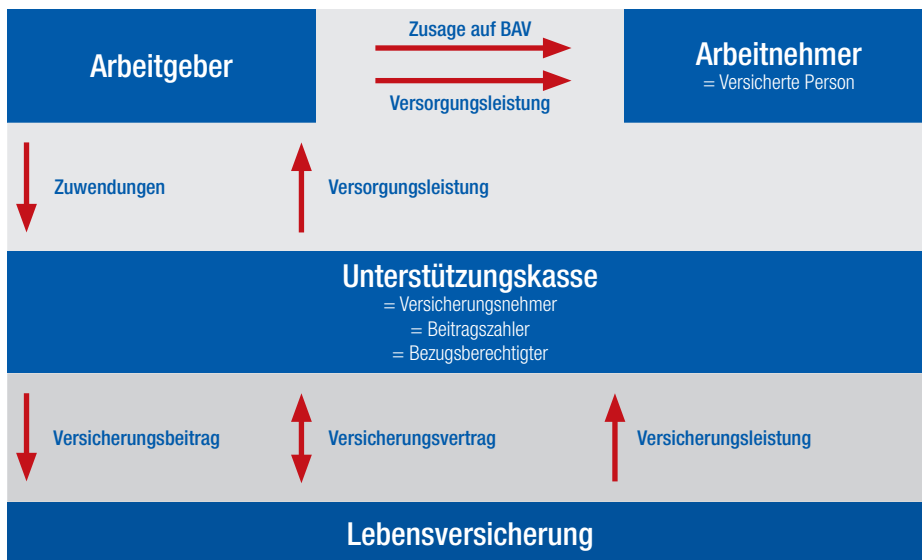 Arbeitgeber
Zusage auf BAV
Versorgungsleistung
Arbeitnehmer
= Versicherte Person
Zuwendungen
Versorgungsleistung
Unterstützungskasse
= Versicherungsnehmer
= Beitragszahler
= Bezugsberechtigter
Versicherungsbeitrag
Versicherungsvertrag
Versicherungsleistung
Lebensversicherung